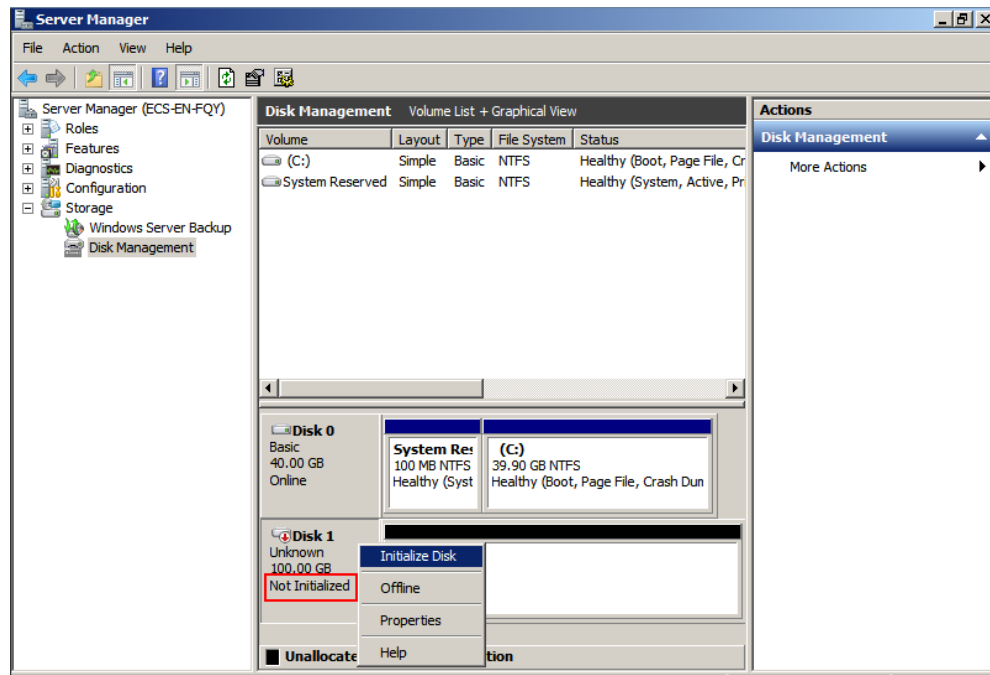 Server Manager
File Action View Help
Server Manager (ECS-EN-FQY)
Roles
Features
Diagnostics
Configuration
Storage
Windows Server Backup
Disk Management
Disk Management Volume List + Graphical View
Volume Layout Type File System Status
(C:) Simple Basic NTFS Healthy (Boot, Page File, Cr
System Reserved Simple Basic NTFS Healthy (System, Active, Pri
Disk 0
Basic
40.00 GB
Online
System Res
100 MB NTFS
Healthy (Syst
(C:)
39.90 GB NTFS
Healthy (Boot, Page File, Crash Dum
Disk 1
Unknown
100.00 GB
Not Initialized
Initialize Disk
Offline
Properties
Help
Unallocate tion
Actions
Disk Management
More Actions